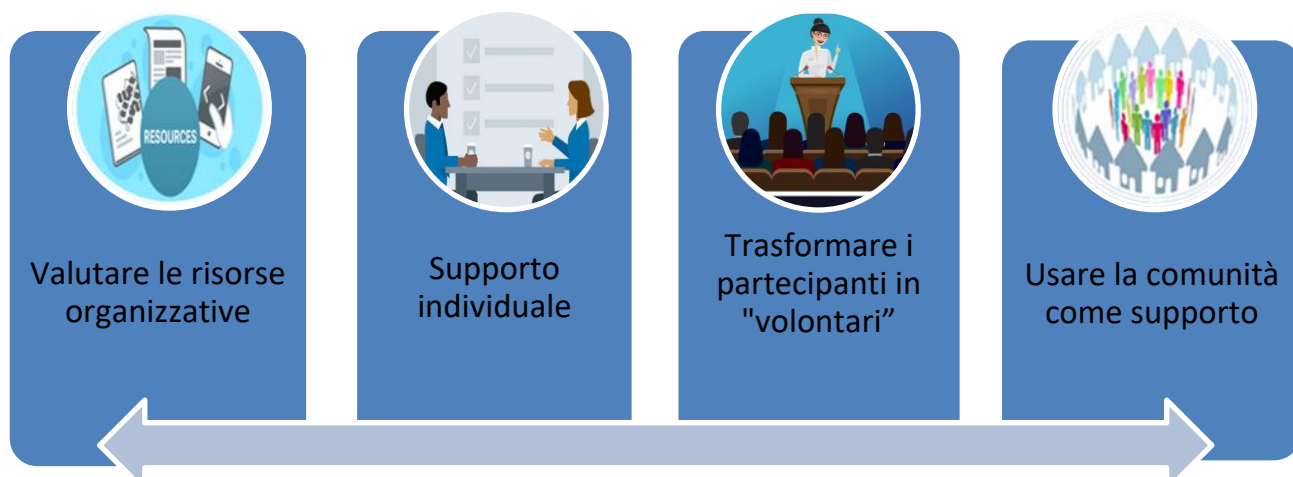 RESOURCES
Valutare le risorse
organizzative
Supporto
individuale
Trasformare i
partecipanti in
"volontari”
Usare la comunità
come supporto